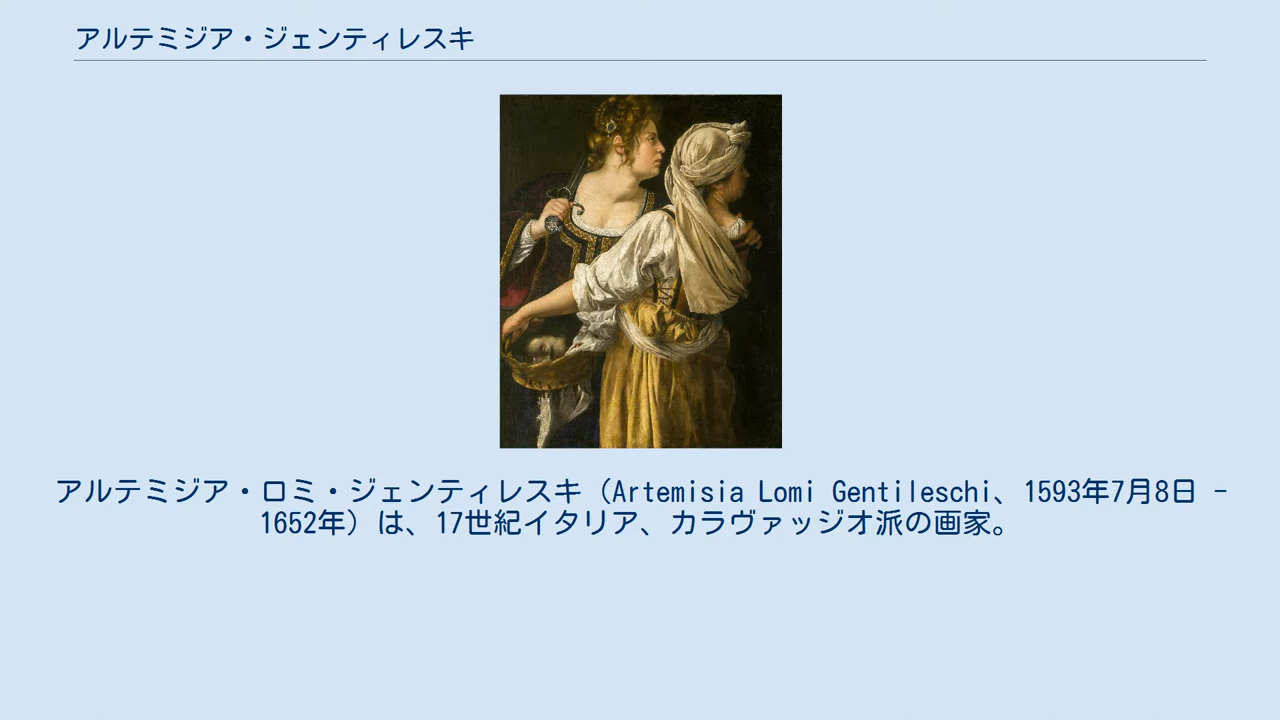 アルテミジア・ジェンティレスキ
アルテミジア・ロミ・ジェンティレスキ（Artemisia Lomi Gentileschi、1593年7月8日 -
1652年）は、17世紀イタリア、カラヴァッジオ派の画家。